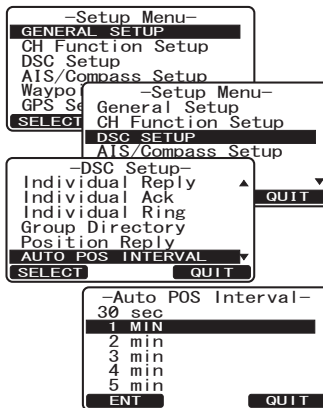 -Setup Menu-
GENERAL SETUP
CH Function Setup
DSC Setup
AIS/Compass Setup
Waypoi
GPS Se
SELECT
-Setup Menu-
General Setup
CH Function Setup
DSC SETUP
AIS/Compass Setup
QUIT
-DSC Setup-
Individual Reply
Individual Ack
Individual Ring
Group Directory
Position Reply
AUTO POS INTERVAL
SELECT QUIT
-Auto POS Interval-
30 sec
1 MIN
2 min
3 min
4 min
5 min
ENT QUIT